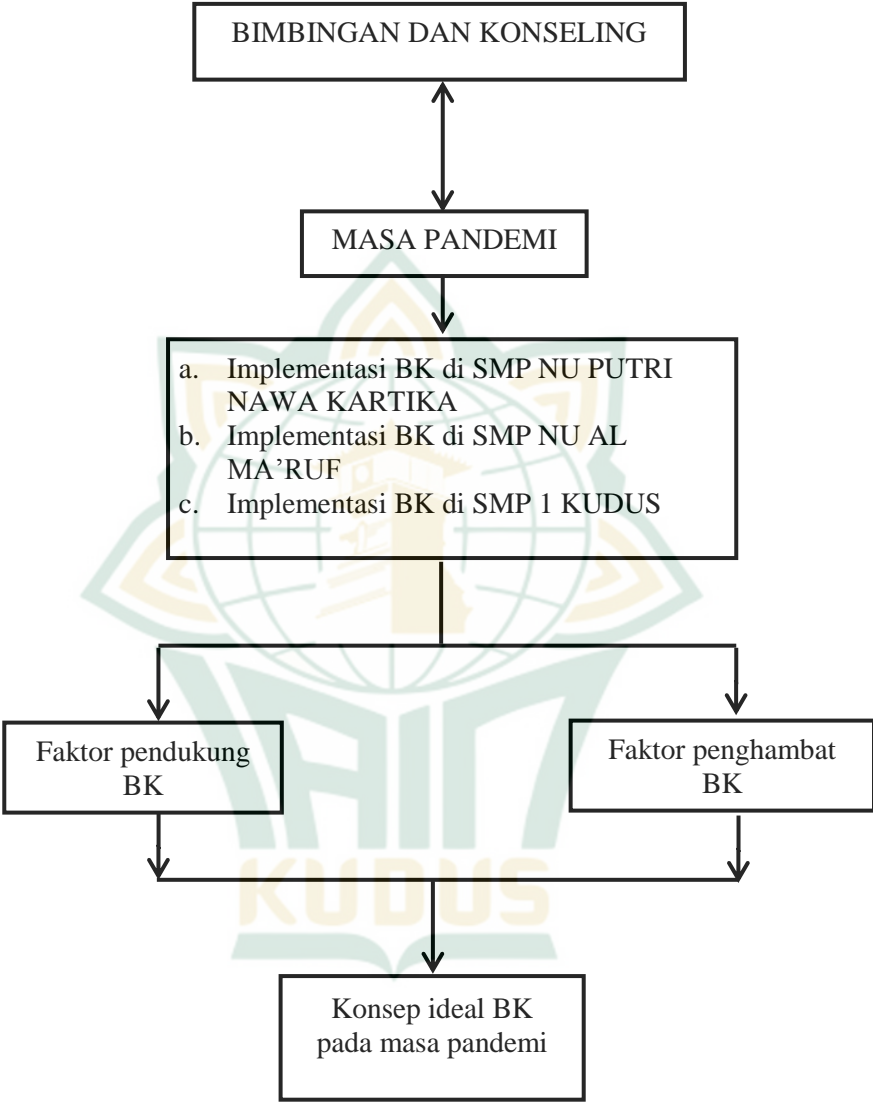 BIMBINGAN DAN KONSELING
MASA PANDEMI
a. Implementasi BK di SMP NU PUTRI
NAWA KARTIKA
b. Implementasi BK di SMP NU AL
MA’RUF
c. Implementasi BK di SMP 1 KUDUS
Faktor pendukung
BK
Faktor penghambat
BK
IAIN
KUDUS
Konsep ideal BK
pada masa pandemi